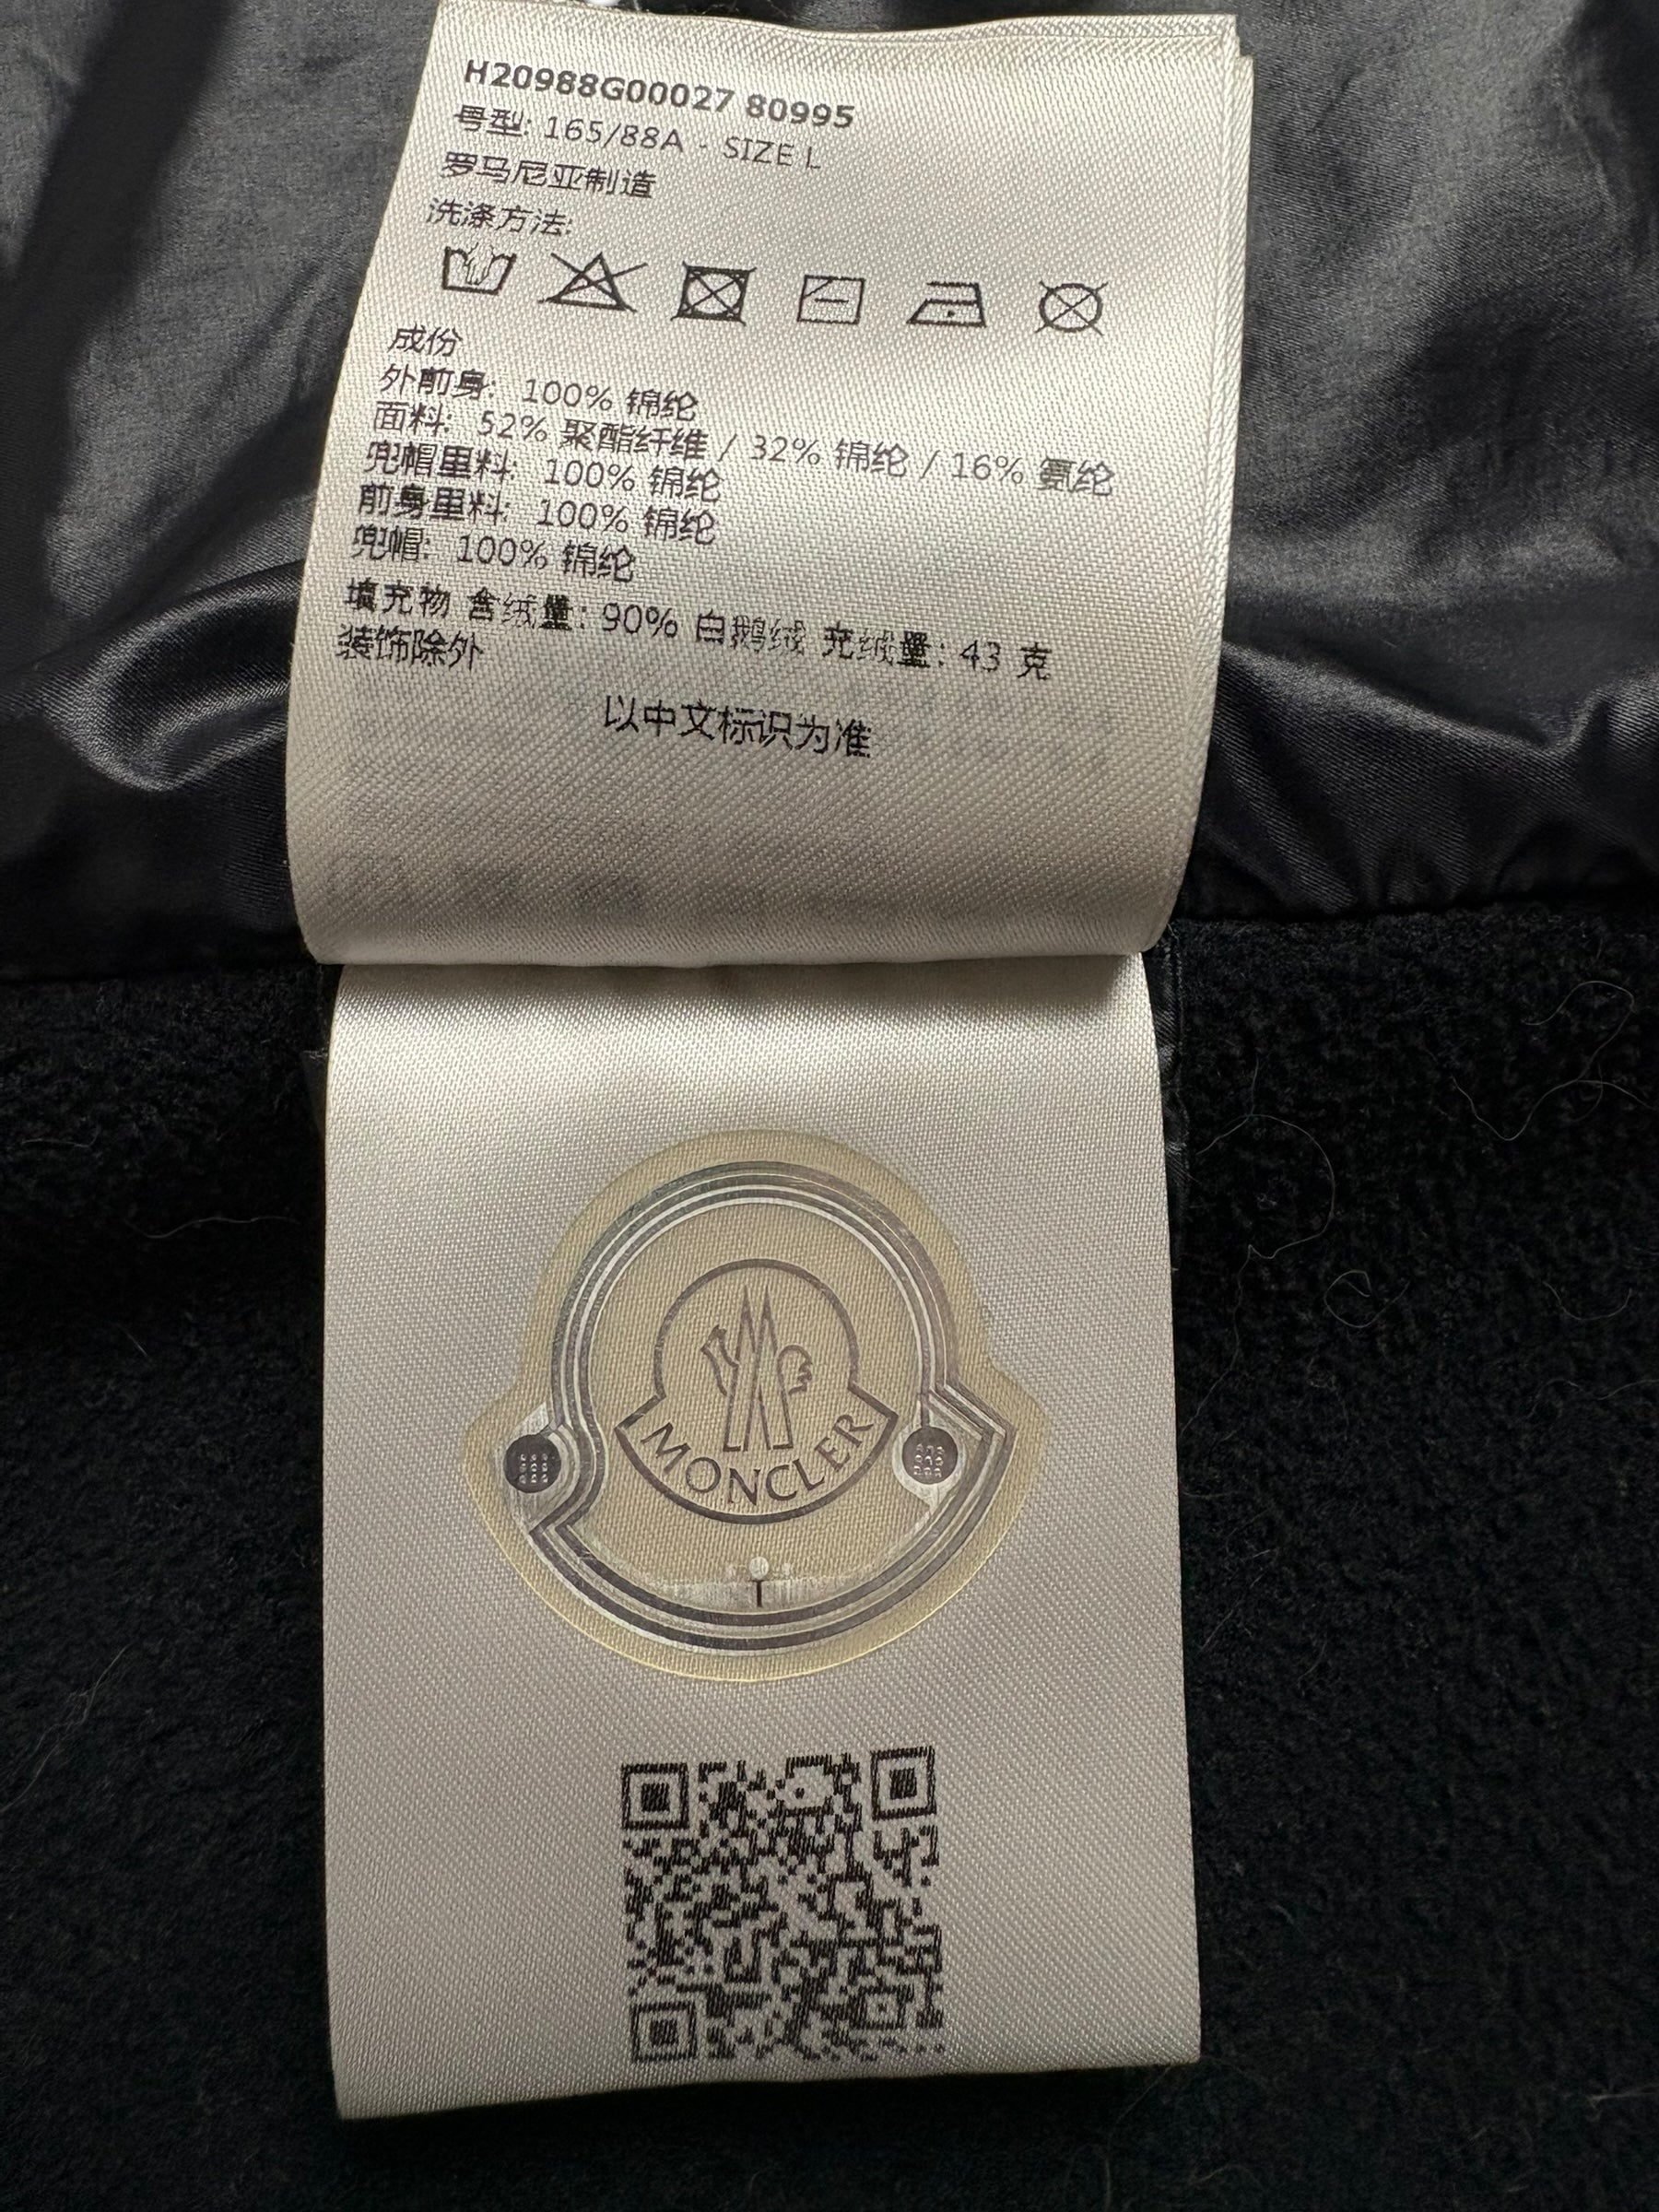 H20988G00027 80995
号型: 165/88A - SIZE L
罗马尼亚制造
洗涤方法:
成份
外前身: 100% 锦纶
面料: 52% 聚酯纤维 / 32% 锦纶 / 16% 氨纶
兜帽里料: 100% 锦纶
前身里料: 100% 锦纶
兜帽: 100% 锦纶
填充物 含绒量: 90% 白鹅绒 充绒量: 43 克
装饰除外
以中文标识为准
MONCLER